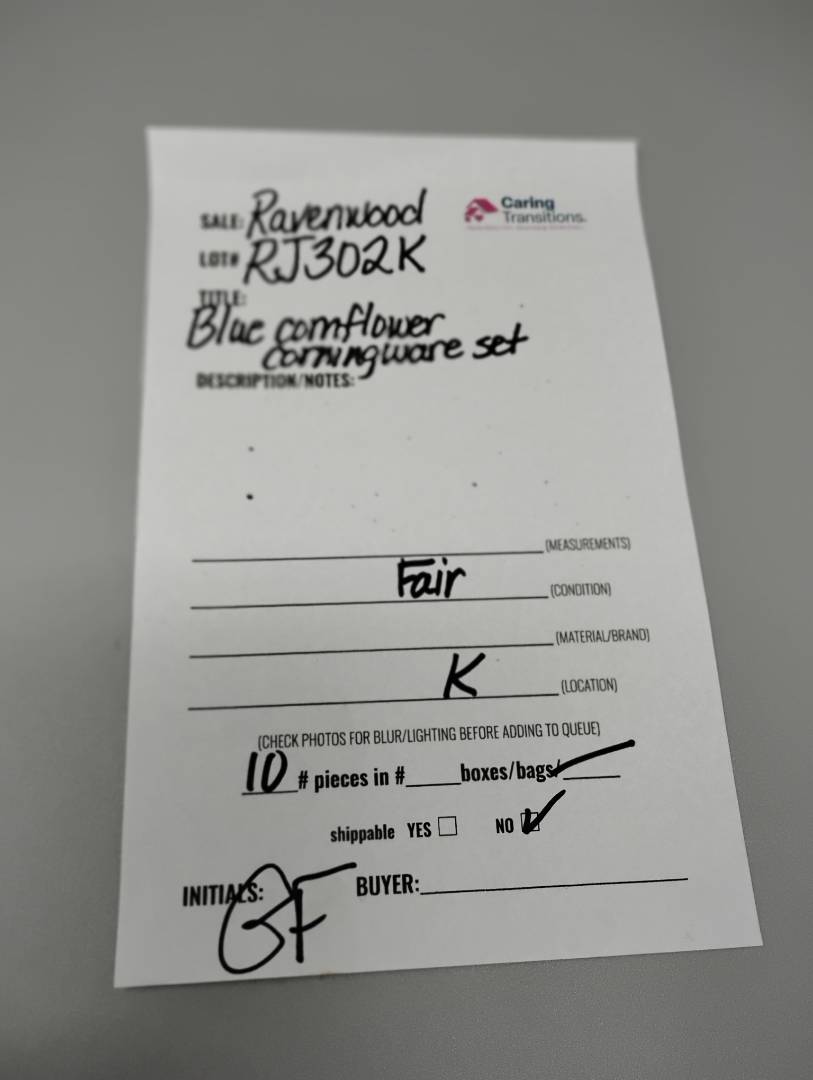 SALE: Ravenwood
Caring
Transitions.
LOT# RJ302K
TITLE:
Blue cornflower
corningware set
DESCRIPTION/NOTES:
(MEASUREMENTS)
Fair (CONDITION)
(MATERIAL/BRAND)
K (LOCATION)
(CHECK PHOTOS FOR BLUR/LIGHTING BEFORE ADDING TO QUEUE)
10 # pieces in #_____boxes/bags/_____
shippable YES NO ✓
INITIALS: GF BUYER: